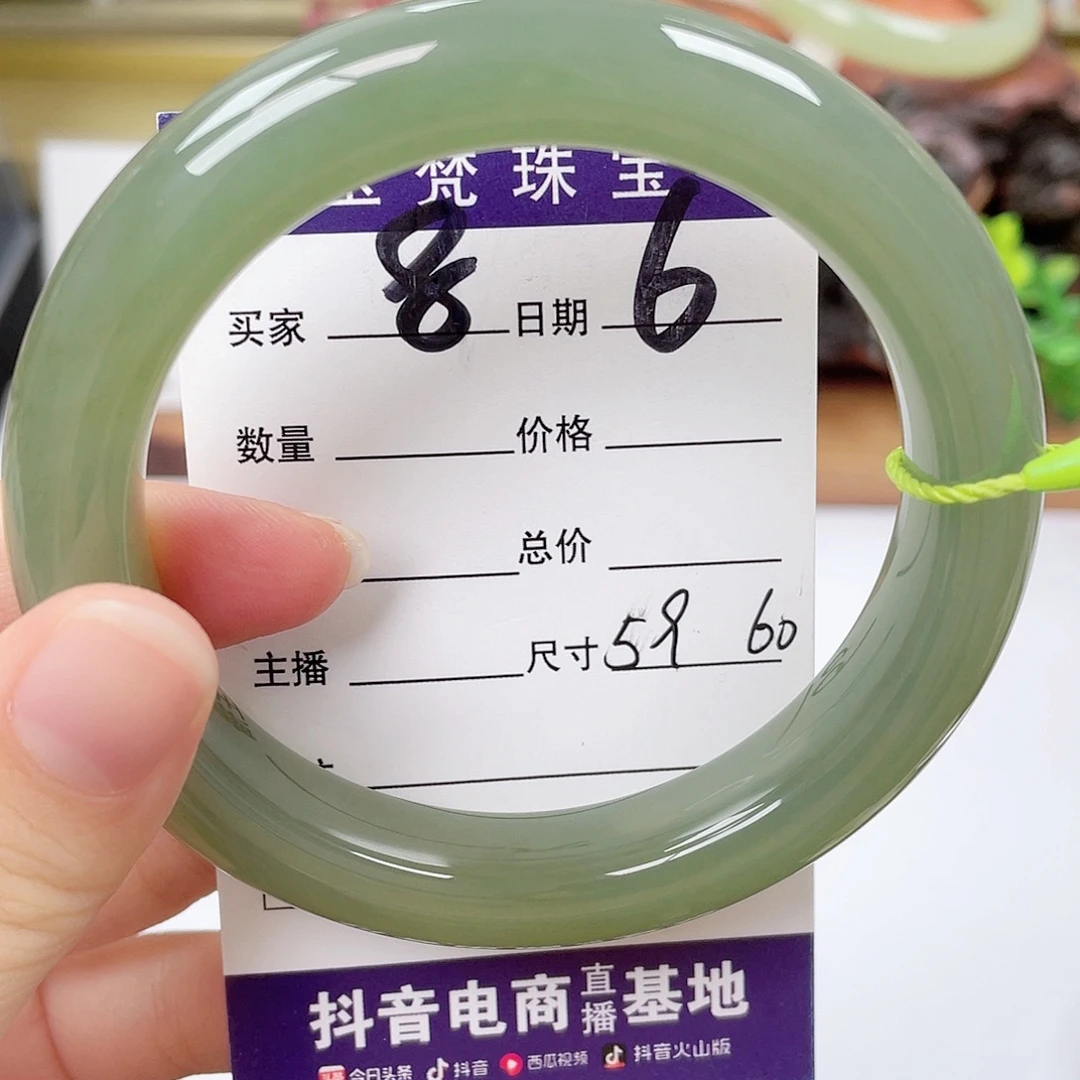 梵珠宝
8 6
买家 日期
数量 价格
总价
主播 尺寸 59 60
抖音电商直播基地
今日头条 抖音 西瓜视频 抖音火山版